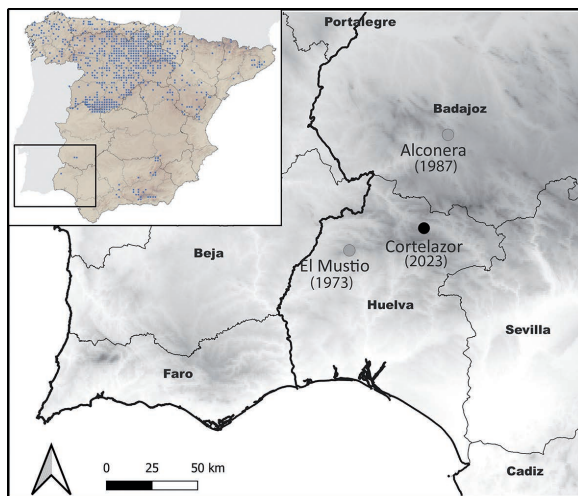 Portalegre
Badajoz
Alconera
(1987)
Cortelazor
(2023)
El Mustio
(1973)
Beja
Huelva
Sevilla
Faro
0 25 50 km
Cadiz